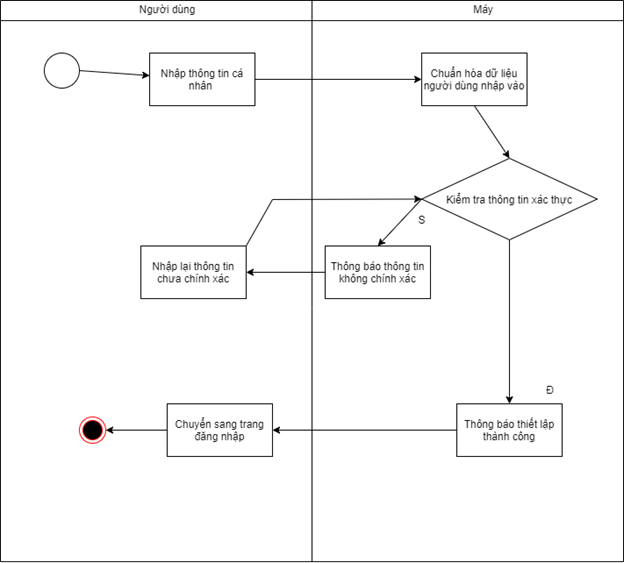 Người dùng
Máy
Nhập thông tin cá
nhân
Chuẩn hóa dữ liệu
người dùng nhập vào
Kiểm tra thông tin xác thực
S
Nhập lại thông tin
chưa chính xác
Thông báo thông tin
không chính xác
Đ
Chuyển sang trang
đăng nhập
Thông báo thiết lập
thành công